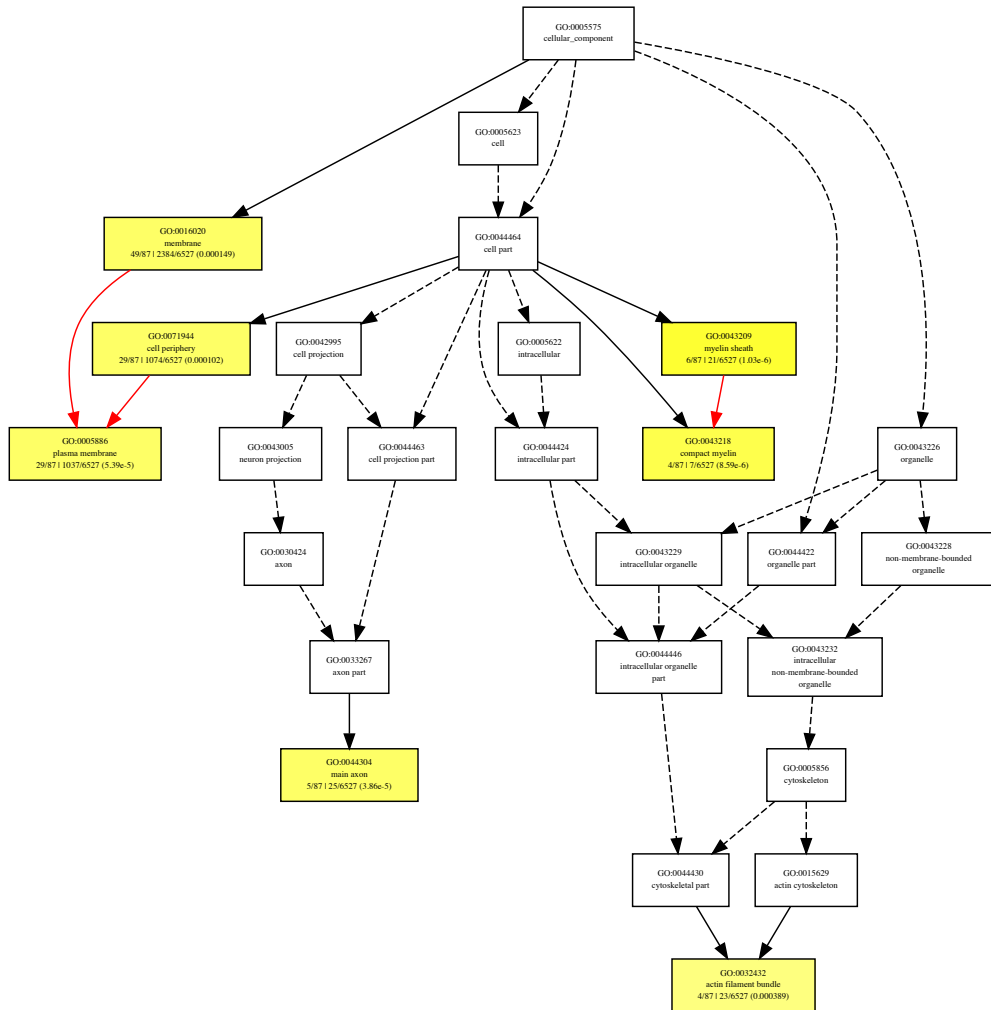 GO:0005575
cellular_component
GO:0005623
cell
GO:0016020
membrane
49/87 | 2384/6527 (0.000149)
GO:0044464
cell part
GO:0071944
cell periphery
29/87 | 1074/6527 (0.000102)
GO:0042995
cell projection
GO:0005622
intracellular
GO:0043209
myelin sheath
6/87 | 21/6527 (1.03e-6)
GO:0005886
plasma membrane
29/87 | 1037/6527 (5.39e-5)
GO:0043005
neuron projection
GO:0044463
cell projection part
GO:0044424
intracellular part
GO:0043218
compact myelin
4/87 | 7/6527 (8.59e-6)
GO:0043226
organelle
GO:0030424
axon
GO:0043229
intracellular organelle
GO:0044422
organelle part
GO:0043228
non-membrane-bounded
organelle
GO:0033267
axon part
GO:0044446
intracellular organelle
part
GO:0043232
intracellular
non-membrane-bounded
organelle
GO:0044304
main axon
5/87 | 25/6527 (3.86e-5)
GO:0005856
cytoskeleton
GO:0044430
cytoskeletal part
GO:0015629
actin cytoskeleton
GO:0032432
actin filament bundle
4/87 | 23/6527 (0.000389)